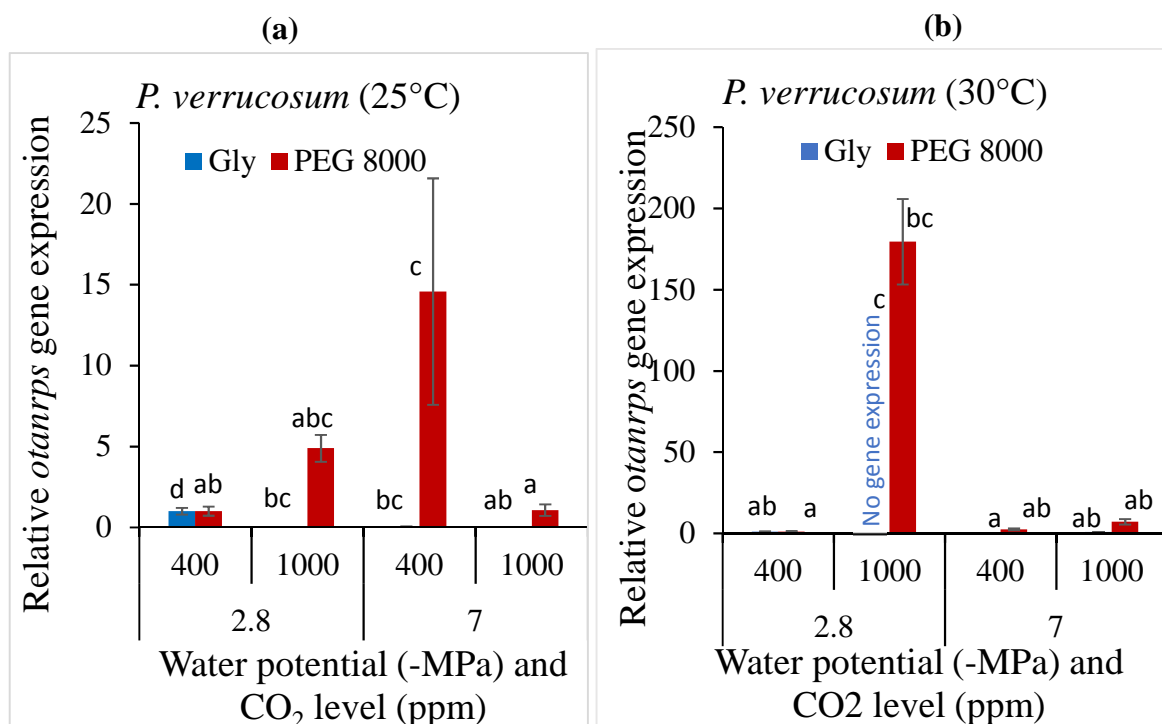 (a)
P. verrucosum (25°C)
Gly PEG 8000
Relative otanrps gene expression
25
20
15
10
5
0
d ab bc abc bc c ab a
400 1000 400 1000
2.8 7
Water potential (-MPa) and
CO₂ level (ppm)
(b)
P. verrucosum (30°C)
Gly PEG 8000
Relative otanrps gene expression
250
200
150
100
50
0
ab a c bc a ab ab ab
No gene expression
400 1000 400 1000
2.8 7
Water potential (-MPa) and
CO2 level (ppm)